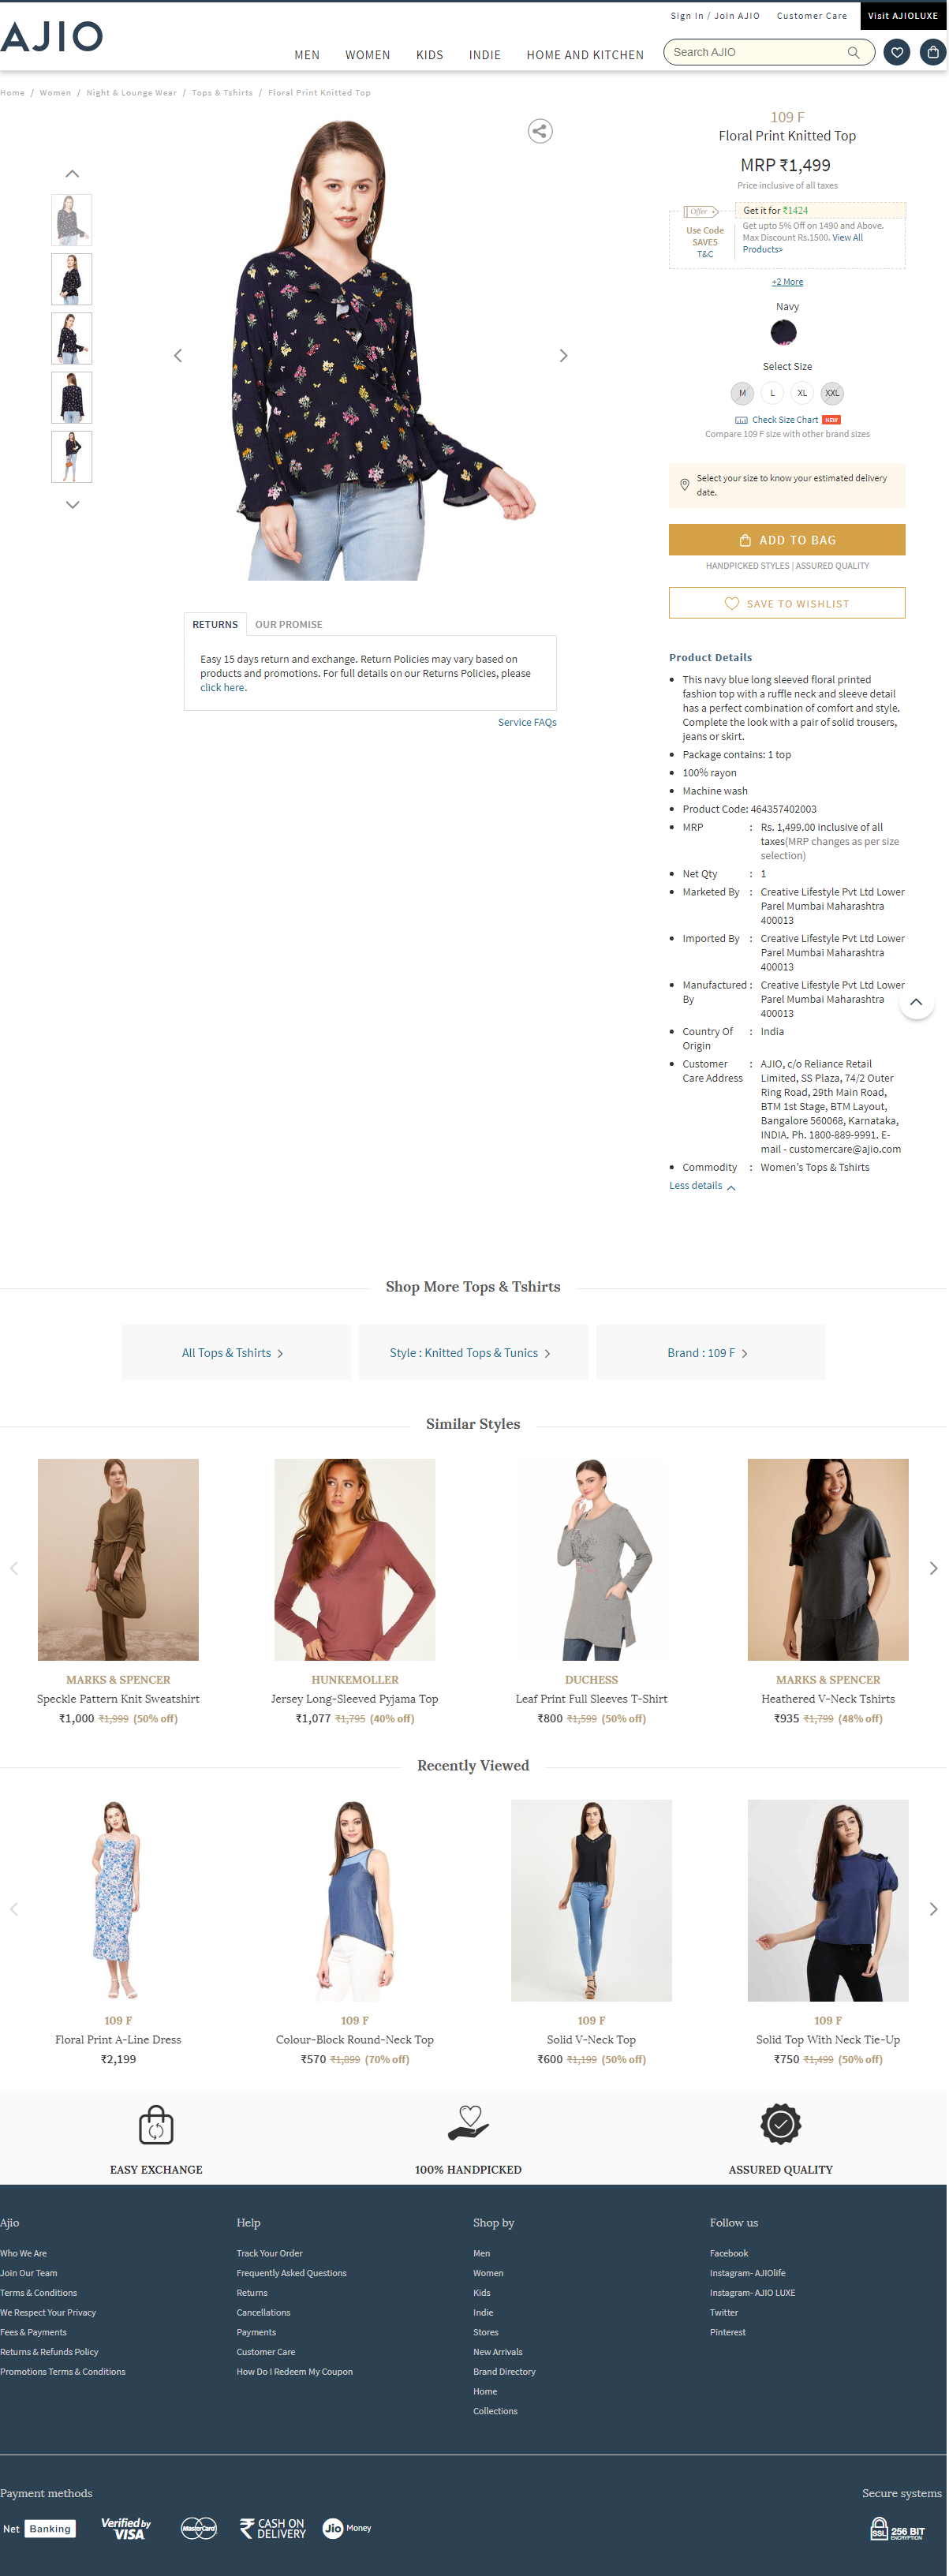 Sign In / Join AJIO Customer Care Visit AJIOLUXE
AJIO
MEN WOMEN KIDS INDIE HOME AND KITCHEN Search AJIO
Home / Women / Night & Lounge Wear / Tops & Tshirts / Floral Print Knitted Top
109 F
Floral Print Knitted Top
MRP ₹1,499
Price inclusive of all taxes
Offer
Get it for ₹1424
Use Code
SAVE5
T&C
Get upto 5% Off on 1490 and Above.
Max Discount Rs.1500. View All
Products>
+2 More
Navy
Select Size
M L XL XXL
Check Size Chart NEW
Compare 109 F size with other brand sizes
Select your size to know your estimated delivery
date.
ADD TO BAG
HANDPICKED STYLES | ASSURED QUALITY
SAVE TO WISHLIST
RETURNS OUR PROMISE
Easy 15 days return and exchange. Return Policies may vary based on
products and promotions. For full details on our Returns Policies, please
click here.
Service FAQs
Product Details
This navy blue long sleeved floral printed
fashion top with a ruffle neck and sleeve detail
has a perfect combination of comfort and style.
Complete the look with a pair of solid trousers,
jeans or skirt.
Package contains: 1 top
100% rayon
Machine wash
Product Code: 464357402003
MRP : Rs. 1,499.00 inclusive of all
taxes(MRP changes as per size
selection)
Net Qty : 1
Marketed By : Creative Lifestyle Pvt Ltd Lower
Parel Mumbai Maharashtra
400013
Imported By : Creative Lifestyle Pvt Ltd Lower
Parel Mumbai Maharashtra
400013
Manufactured : Creative Lifestyle Pvt Ltd Lower
By Parel Mumbai Maharashtra
400013
Country Of : India
Origin
Customer : AJIO, c/o Reliance Retail
Care Address Limited, SS Plaza, 74/2 Outer
Ring Road, 29th Main Road,
BTM 1st Stage, BTM Layout,
Bangalore 560068, Karnataka,
INDIA. Ph. 1800-889-9991. E-
mail - customercare@ajio.com
Commodity : Women's Tops & Tshirts
Less details
Shop More Tops & Tshirts
All Tops & Tshirts Style : Knitted Tops & Tunics Brand : 109 F
Similar Styles
MARKS & SPENCER HUNKEMOLLER DUCHESS MARKS & SPENCER
Speckle Pattern Knit Sweatshirt Jersey Long-Sleeved Pyjama Top Leaf Print Full Sleeves T-Shirt Heathered V-Neck Tshirts
₹1,000 ₹1,999 (50% off) ₹1,077 ₹1,795 (40% off) ₹800 ₹1,599 (50% off) ₹935 ₹1,799 (48% off)
Recently Viewed
109 F 109 F 109 F 109 F
Floral Print A-Line Dress Colour-Block Round-Neck Top Solid V-Neck Top Solid Top With Neck Tie-Up
₹2,199 ₹570 ₹1,899 (70% off) ₹600 ₹1,199 (50% off) ₹750 ₹1,499 (50% off)
EASY EXCHANGE 100% HANDPICKED ASSURED QUALITY
Ajio Help Shop by Follow us
Who We Are Track Your Order Men Facebook
Join Our Team Frequently Asked Questions Women Instagram- AJIOlife
Terms & Conditions Returns Kids Instagram- AJIO LUXE
We Respect Your Privacy Cancellations Indie Twitter
Fees & Payments Payments Stores Pinterest
Returns & Refunds Policy Customer Care New Arrivals
Promotions Terms & Conditions How Do I Redeem My Coupon Brand Directory
Home
Collections
Payment methods Secure systems
Net Banking Verified by VISA MasterCard ₹ CASH ON DELIVERY Jio Money SSL 256 BIT ENCRYPTION